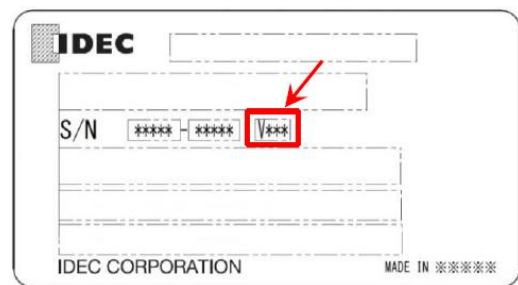 IDEC
S/N *****-***** V***
IDEC CORPORATION
MADE IN ※※※※※